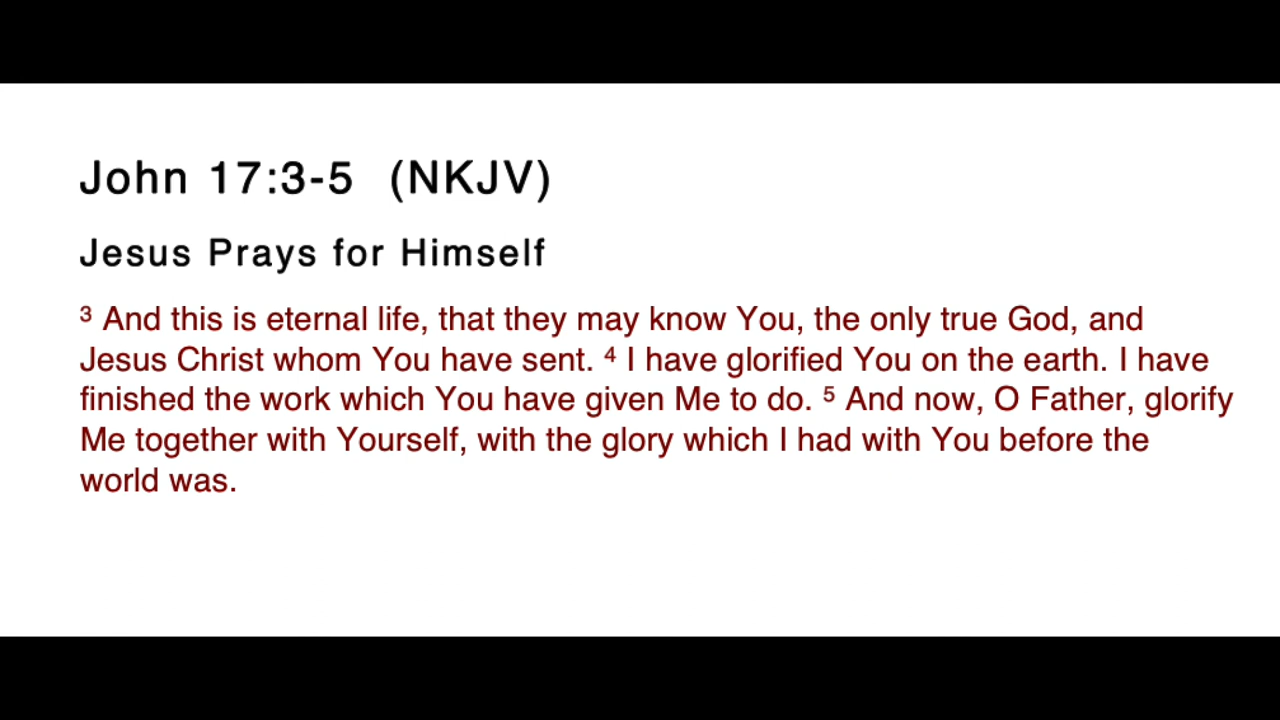 John 17:3-5 (NKJV)
Jesus Prays for Himself
³ And this is eternal life, that they may know You, the only true God, and
Jesus Christ whom You have sent. ⁴ I have glorified You on the earth. I have
finished the work which You have given Me to do. ⁵ And now, O Father, glorify
Me together with Yourself, with the glory which I had with You before the
world was.